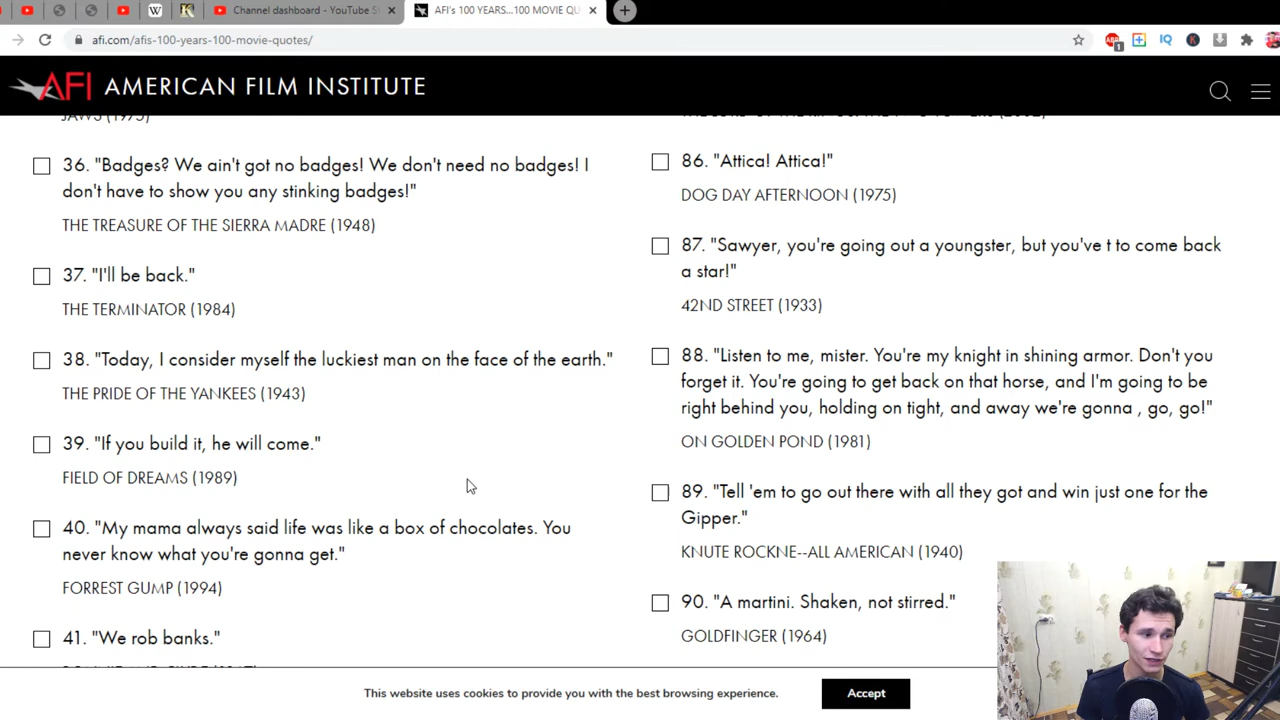 Channel dashboard - YouTube S
AFI's 100 YEARS...100 MOVIE QU
afi.com/afis-100-years-100-movie-quotes/
AFI AMERICAN FILM INSTITUTE
JAWS (1975)
36. "Badges? We ain't got no badges! We don't need no badges! I
don't have to show you any stinking badges!"
THE TREASURE OF THE SIERRA MADRE (1948)
37. "I'll be back."
THE TERMINATOR (1984)
38. "Today, I consider myself the luckiest man on the face of the earth."
THE PRIDE OF THE YANKEES (1943)
39. "If you build it, he will come."
FIELD OF DREAMS (1989)
40. "My mama always said life was like a box of chocolates. You
never know what you're gonna get."
FORREST GUMP (1994)
41. "We rob banks."
86. "Attica! Attica!"
DOG DAY AFTERNOON (1975)
87. "Sawyer, you're going out a youngster, but you've t to come back
a star!"
42ND STREET (1933)
88. "Listen to me, mister. You're my knight in shining armor. Don't you
forget it. You're going to get back on that horse, and I'm going to be
right behind you, holding on tight, and away we're gonna , go, go!"
ON GOLDEN POND (1981)
89. "Tell 'em to go out there with all they got and win just one for the
Gipper."
KNUTE ROCKNE--ALL AMERICAN (1940)
90. "A martini. Shaken, not stirred."
GOLDFINGER (1964)
This website uses cookies to provide you with the best browsing experience.
Accept